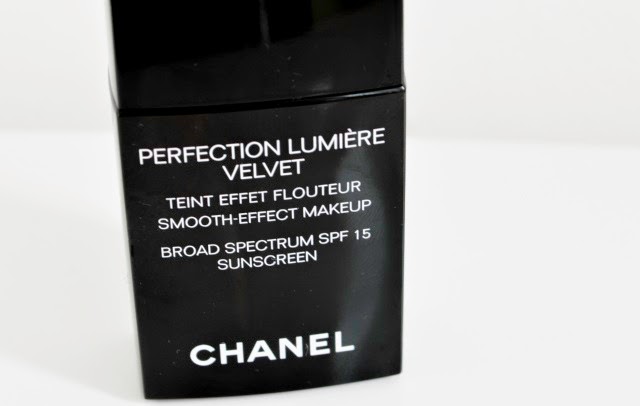 PERFECTION LUMIÈRE
VELVET
TEINT EFFET FLOUTEUR
SMOOTH-EFFECT MAKEUP
BROAD SPECTRUM SPF 15
SUNSCREEN
CHANEL